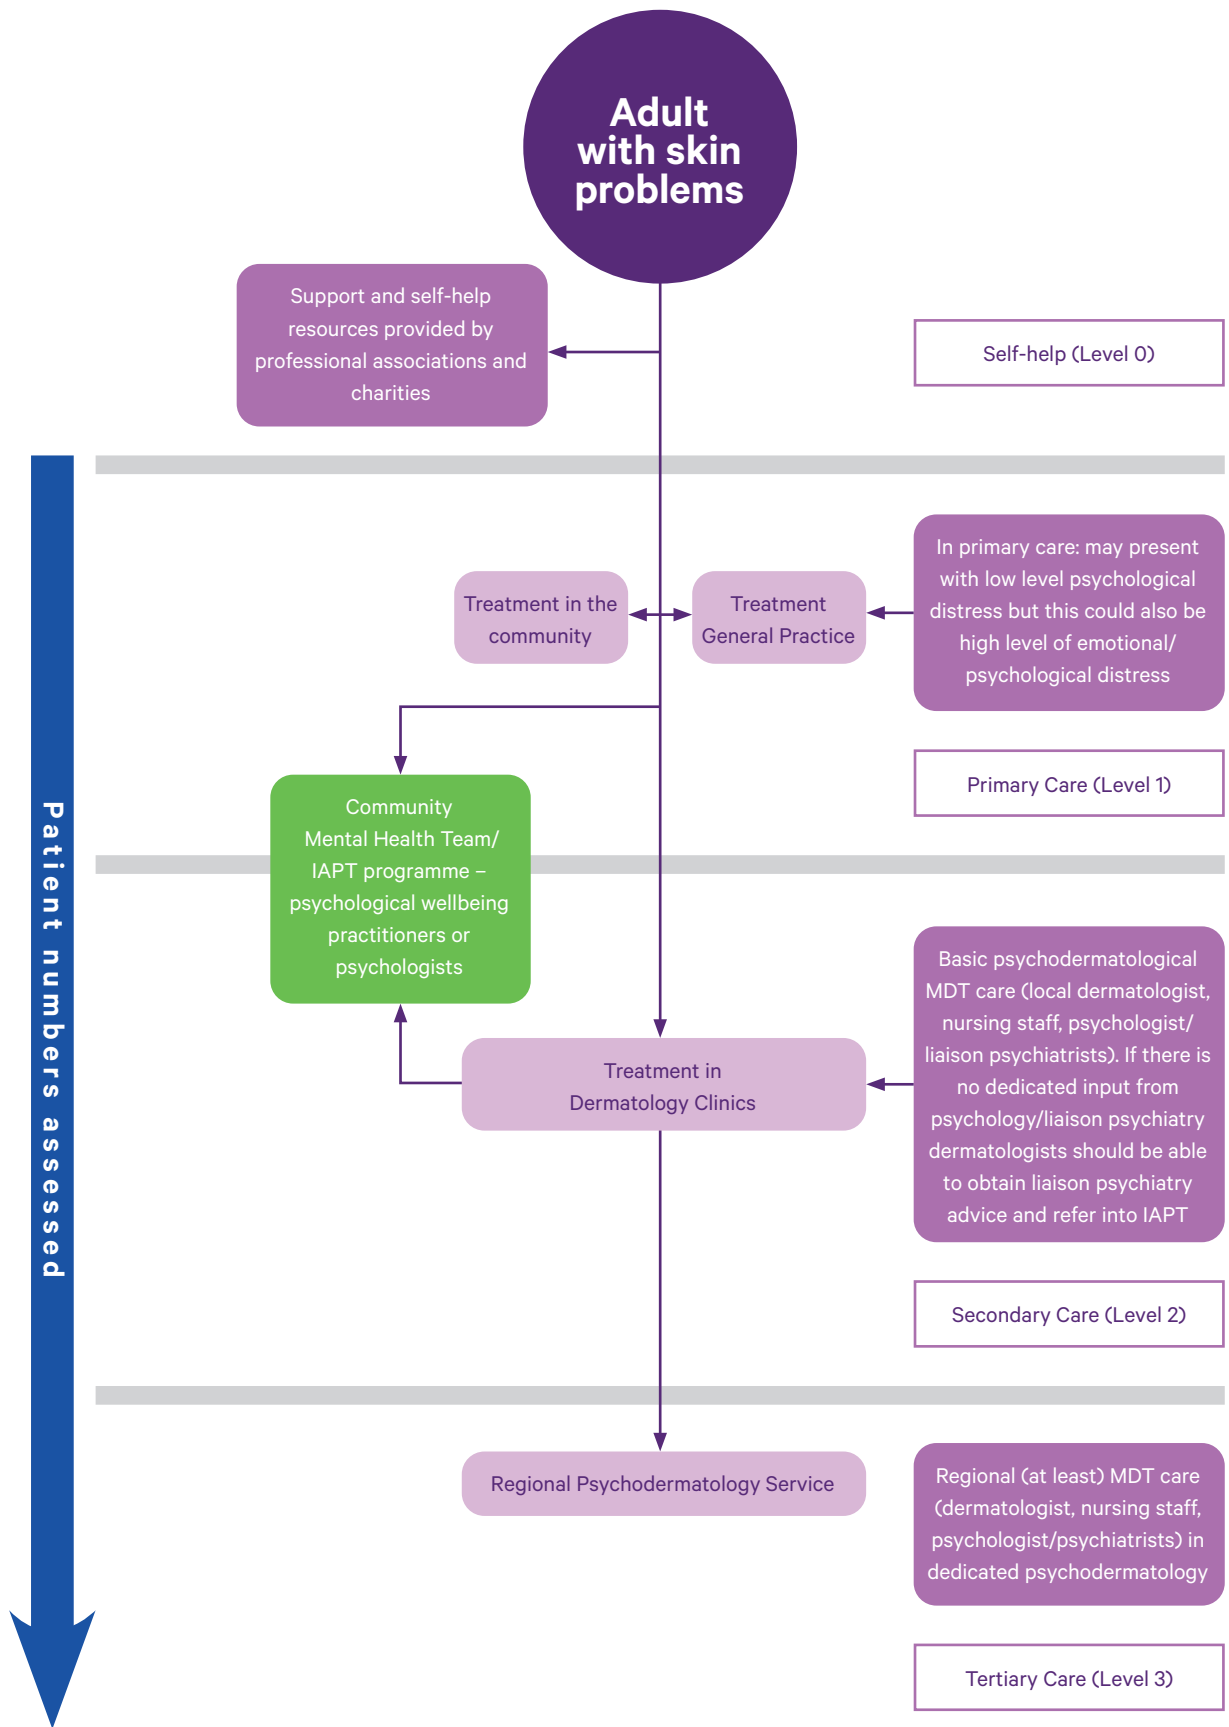 Adult
with skin
problems
Support and self-help
resources provided by
professional associations and
charities
Self-help (Level 0)
In primary care: may present
with low level psychological
distress but this could also be
high level of emotional/
psychological distress
Treatment in the
community
Treatment
General Practice
Primary Care (Level 1)
Community
Mental Health Team/
IAPT programme –
psychological wellbeing
practitioners or
psychologists
Patient numbers assessed
Basic psychodermatological
MDT care (local dermatologist,
nursing staff, psychologist/
liaison psychiatrists). If there is
no dedicated input from
psychology/liaison psychiatry
dermatologists should be able
to obtain liaison psychiatry
advice and refer into IAPT
Treatment in
Dermatology Clinics
Secondary Care (Level 2)
Regional Psychodermatology Service
Regional (at least) MDT care
(dermatologist, nursing staff,
psychologist/psychiatrists) in
dedicated psychodermatology
Tertiary Care (Level 3)